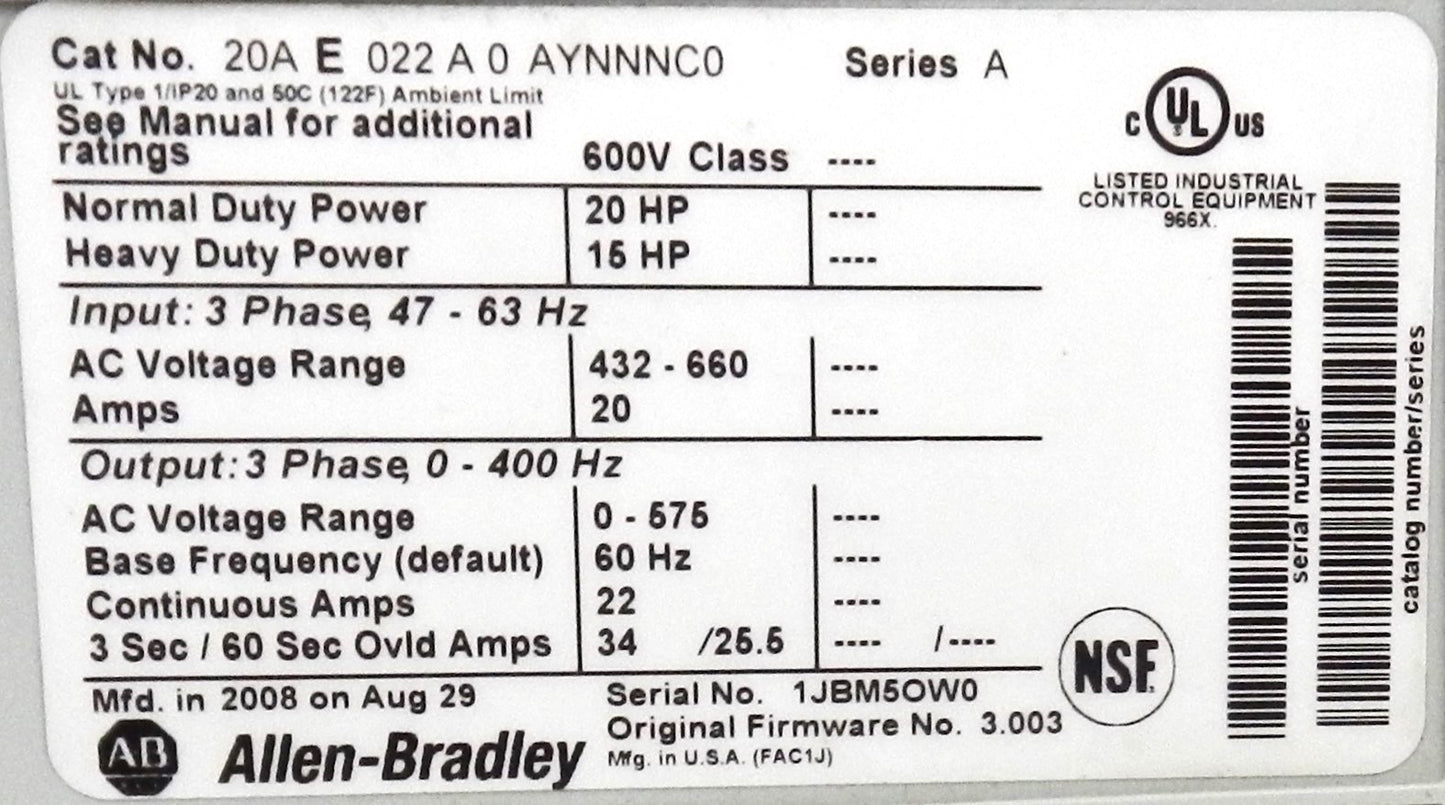 Cat No. 20A E 022 A 0 AYNNNC0 Series A
UL Type 1/IP20 and 50C (122F) Ambient Limit
See Manual for additional
ratings 600V Class ----
Normal Duty Power 20 HP ----
Heavy Duty Power 15 HP ----
Input: 3 Phase, 47 - 63 Hz
AC Voltage Range 432 - 660 ----
Amps 20 ----
Output: 3 Phase, 0 - 400 Hz
AC Voltage Range 0 - 575 ----
Base Frequency (default) 60 Hz ----
Continuous Amps 22 ----
3 Sec / 60 Sec Ovld Amps 34 /25.5 ---- /----
Mfd. in 2008 on Aug 29
Serial No. 1JBM5OW0
Original Firmware No. 3.003
Mfg. in U.S.A. (FAC1J)
AB Allen-Bradley
C UL US
LISTED INDUSTRIAL
CONTROL EQUIPMENT
966X.
serial number
catalog number/series
NSF.